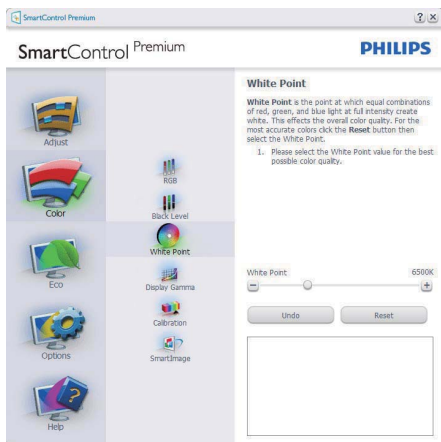 SmartControl Premium
? ×
SmartControl Premium
PHILIPS
Adjust
Color
Eco
Options
Help
RGB
Black Level
White Point
Display Gamma
Calibration
SmartImage
White Point
White Point is the point at which equal combinations
of red, green, and blue light at full intensity create
white. This effects the overall color quality. For the
most accurate colors click the Reset button then
select the White Point.
1. Please select the White Point value for the best
possible color quality.
White Point 6500K
Undo Reset